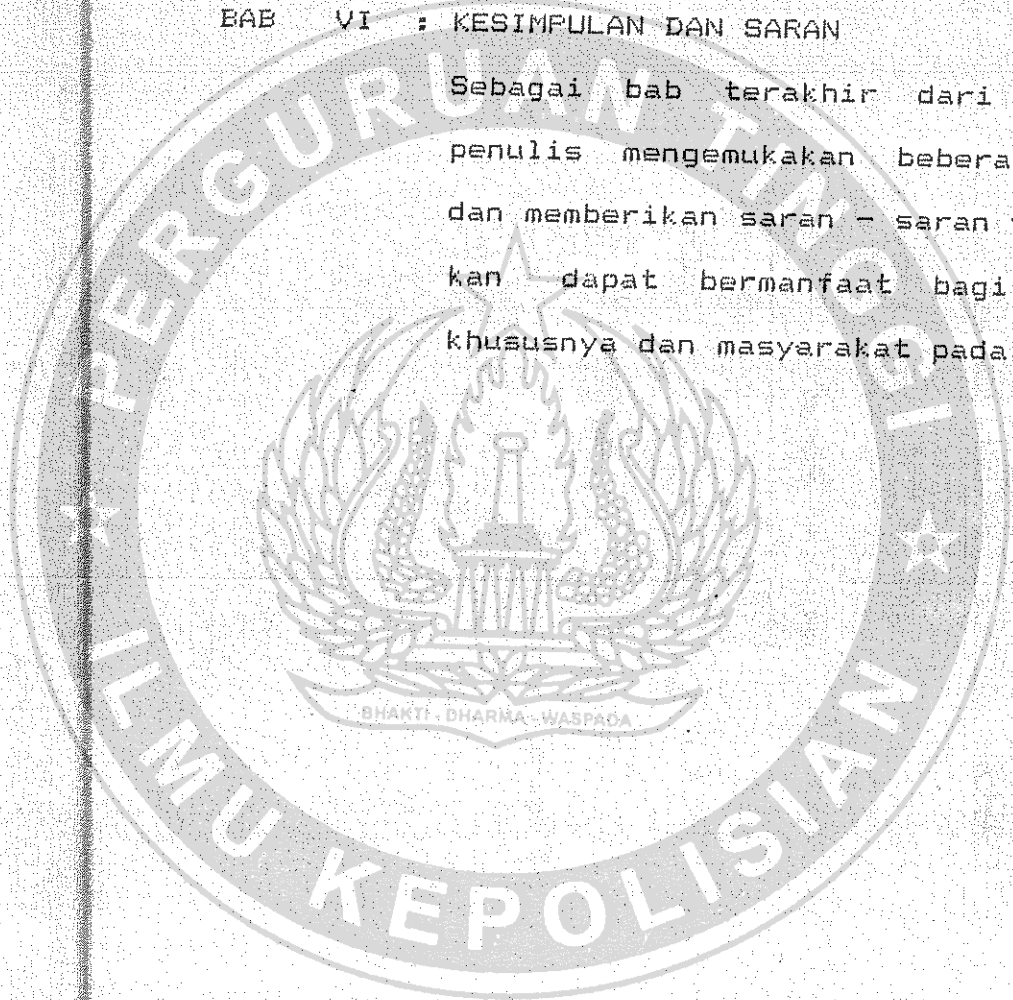 BAB VI : KESIMPULAN DAN SARAN
Sebagai bab terakhir dari
penulis mengemukakan bebera
dan memberikan saran - saran
kan dapat bermanfaat bagi
khususnya dan masyarakat pada
PERGURUAN TINGGI
BHAKTI - DHARMA - WASPADA
ILMU KEPOLISIAN